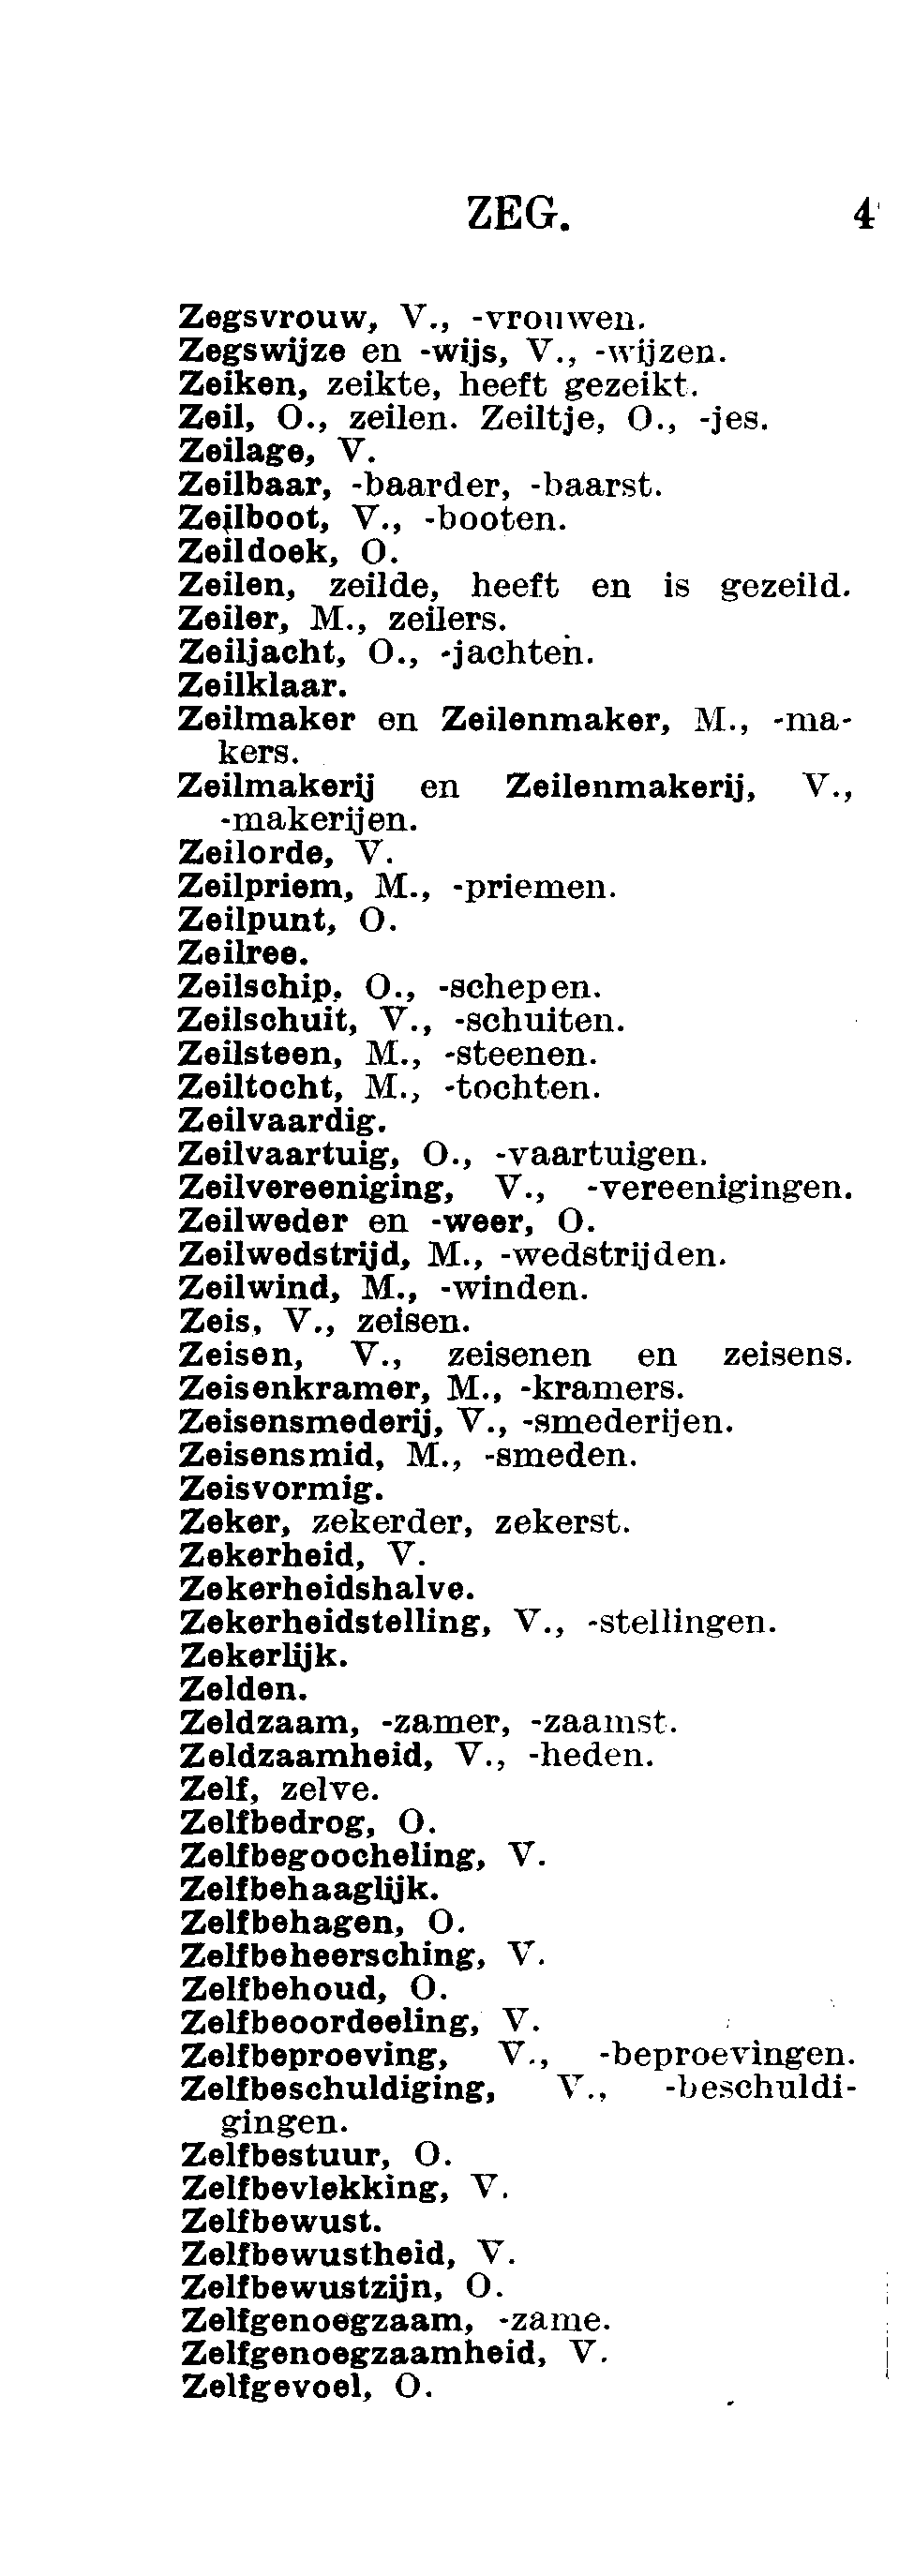 ZEG. 4
Zegsvrouw, V., -vrouwen.
Zegswijze en -wijs, V., -wijzen.
Zeiken, zeikte, heeft gezeikt.
Zeil, O., zeilen. Zeiltje, O., -jes.
Zeilage, V.
Zeilbaar, -baarder, -baarst.
Zeilboot, V., -booten.
Zeildoek, O.
Zeilen, zeilde, heeft en is gezeild.
Zeiler, M., zeilers.
Zeiljacht, O., -jachten.
Zeilklaar.
Zeilmaker en Zeilenmaker, M., -ma-
kers.
Zeilmakerij en Zeilenmakerij, V.,
-makerijen.
Zeilorde, V.
Zeilpriem, M., -priemen.
Zeilpunt, O.
Zeilree.
Zeilschip, O., -schepen.
Zeilschuit, V., -schuiten.
Zeilsteen, M., -steenen.
Zeiltocht, M., -tochten.
Zeilvaardig.
Zeilvaartuig, O., -vaartuigen.
Zeilvereeniging, V., -vereenigingen.
Zeilweder en -weer, O.
Zeilwedstrijd, M., -wedstrijden.
Zeilwind, M., -winden.
Zeis, V., zeisen.
Zeisen, V., zeisenen en zeisens.
Zeisenkramer, M., -kramers.
Zeisensmederij, V., -smederijen.
Zeisensmid, M., -smeden.
Zeisvormig.
Zeker, zekerder, zekerst.
Zekerheid, V.
Zekerheidshalve.
Zekerheidstelling, V., -stellingen.
Zekerlijk.
Zelden.
Zeldzaam, -zamer, -zaamst.
Zeldzaamheid, V., -heden.
Zelf, zelve.
Zelfbedrog, O.
Zelfbegoocheling, V.
Zelfbehaaglijk.
Zelfbehagen, O.
Zelfbeheersching, V.
Zelfbehoud, O.
Zelfbeoordeeling, V.
Zelfbeproeving, V., -beproevingen.
Zelfbeschuldiging, V., -beschuldi-
gingen.
Zelfbestuur, O.
Zelfbevlekking, V.
Zelfbewust.
Zelfbewustheid, V.
Zelfbewustzijn, O.
Zelfgenoegzaam, -zame.
Zelfgenoegzaamheid, V.
Zelfgevoel, O.